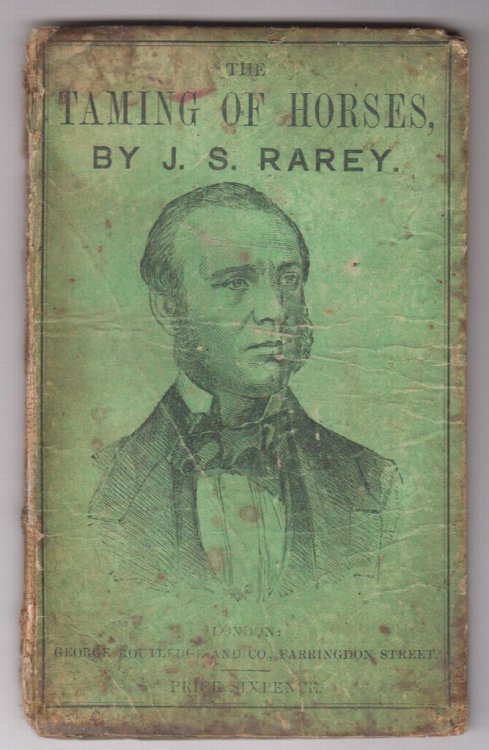 THE
TAMING OF HORSES,
BY J. S. RAREY.
LONDON:
GEORGE ROUTLEDGE AND CO., FARRINGDON STREET.
PRICE SIXPENCE.